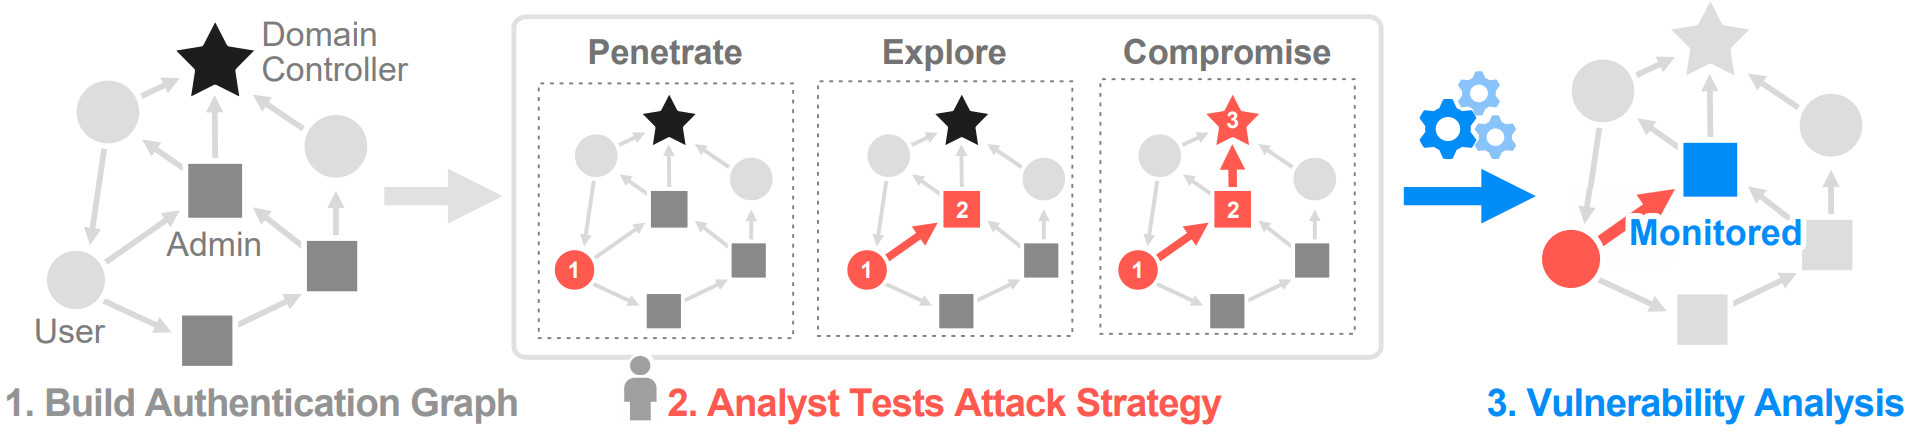 Domain
Controller
Admin
User
1. Build Authentication Graph
Penetrate
1
Explore
2
1
Compromise
3
2
1
2. Analyst Tests Attack Strategy
Monitored
3. Vulnerability Analysis